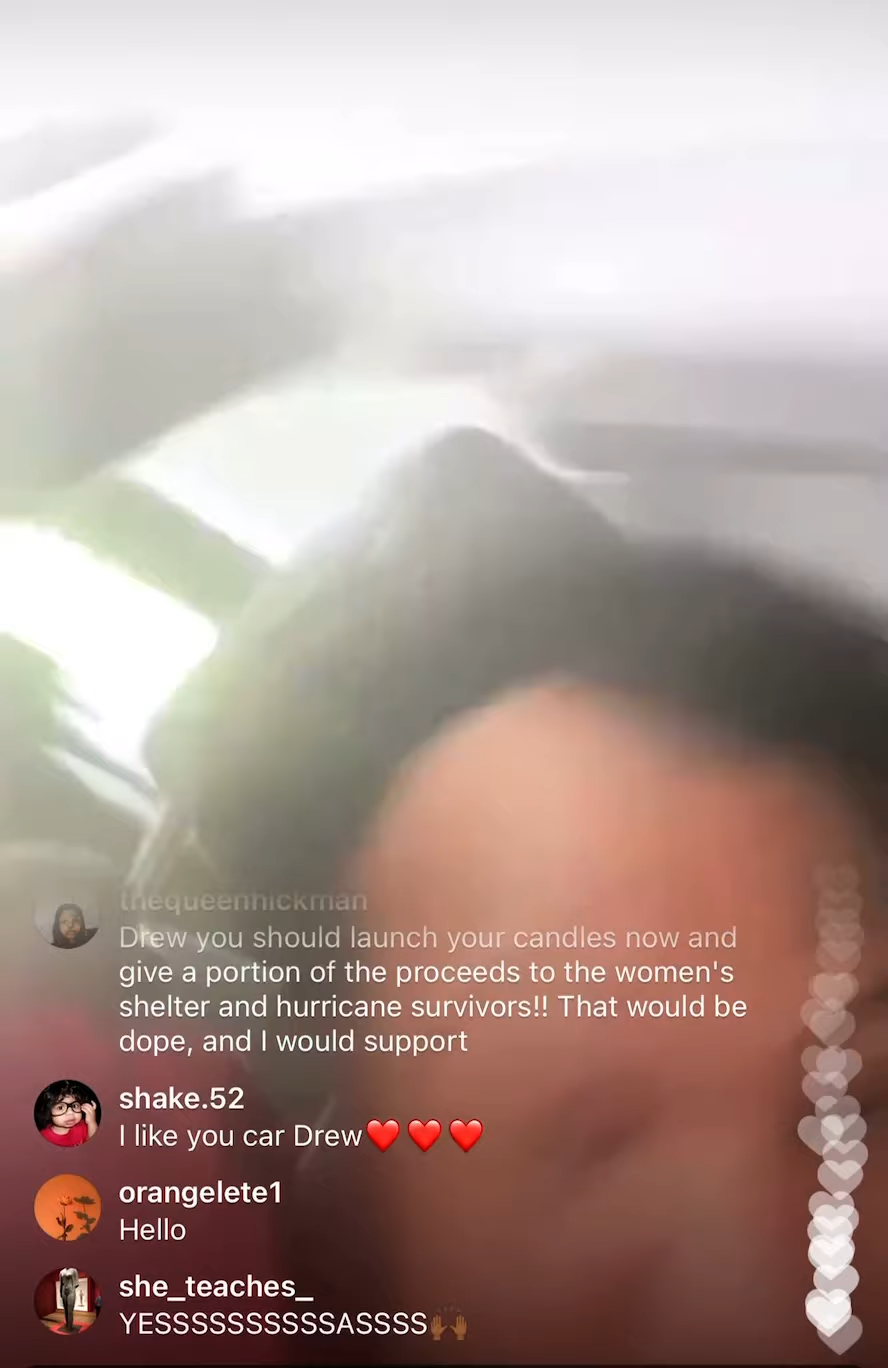 thequeenhickman
Drew you should launch your candles now and
give a portion of the proceeds to the women's
shelter and hurricane survivors!! That would be
dope, and I would support
shake.52
I like you car Drew❤️❤️❤️
orangelete1
Hello
she_teaches_
YESSSSSSSSSSASSSS🙌🏾